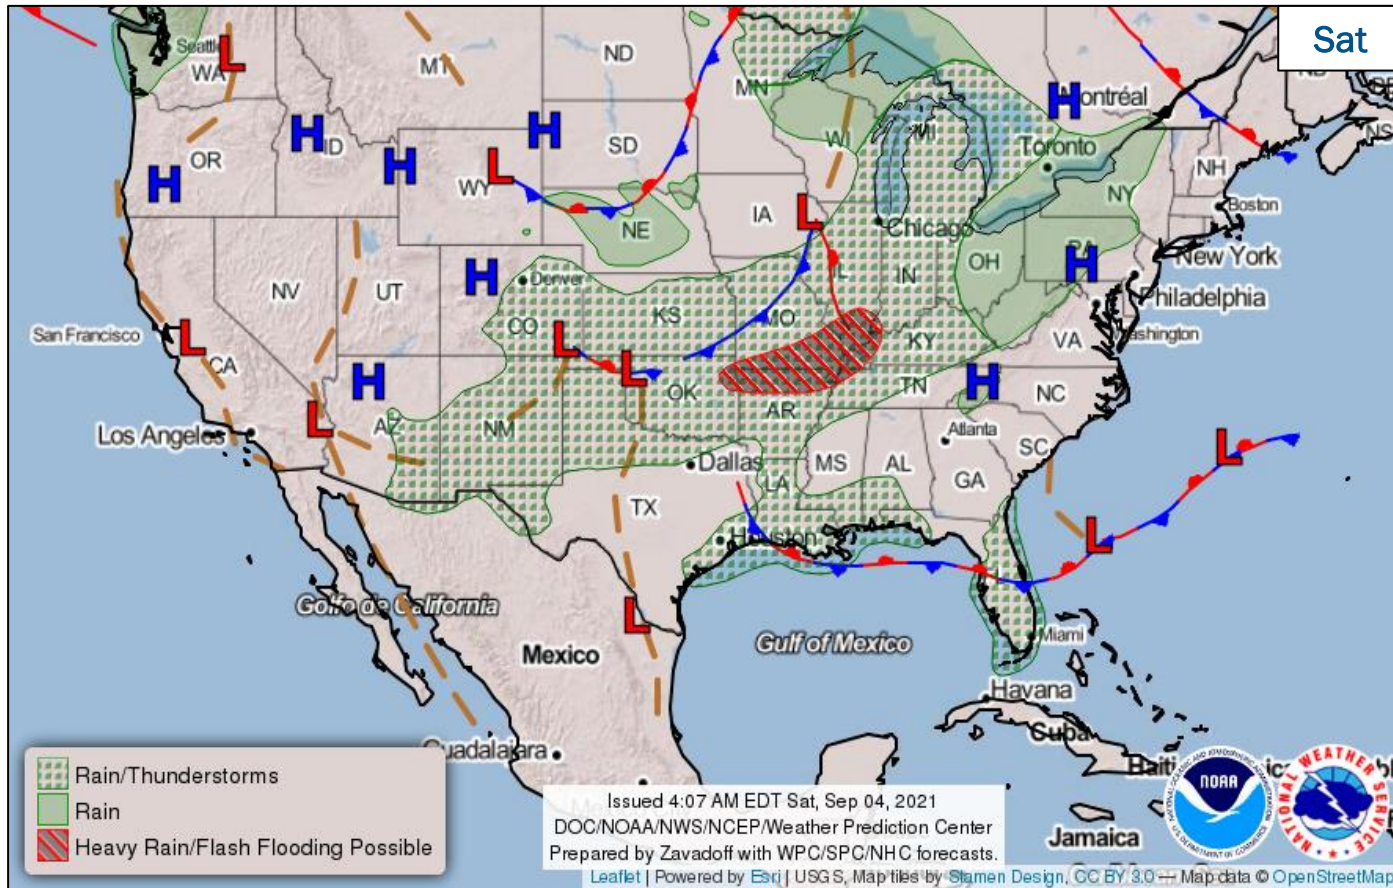 Sat
Seattle
WA
MT
ND
MN
Montréal
OR
ID
WY
SD
WI
MI
Toronto
NH
NS
NY
Boston
IA
NE
Chicago
NV
UT
Denver
IL
IN
OH
PA
New York
Philadelphia
San Francisco
CA
CO
KS
MO
KY
VA
Washington
Los Angeles
AZ
NM
OK
AR
TN
NC
Atlanta
SC
Dallas
TX
LA
MS
AL
GA
Houston
Golfo de California
Mexico
Gulf of Mexico
Miami
Havana
Cuba
Guadalajara
Haiti
Jamaica
H
L
Rain/Thunderstorms
Rain
Heavy Rain/Flash Flooding Possible
Issued 4:07 AM EDT Sat, Sep 04, 2021
DOC/NOAA/NWS/NCEP/Weather Prediction Center
Prepared by Zavadoff with WPC/SPC/NHC forecasts.
NOAA
NATIONAL WEATHER SERVICE
Leaflet | Powered by Esri | USGS, Map tiles by Stamen Design, CC BY 3.0 — Map data © OpenStreetMap